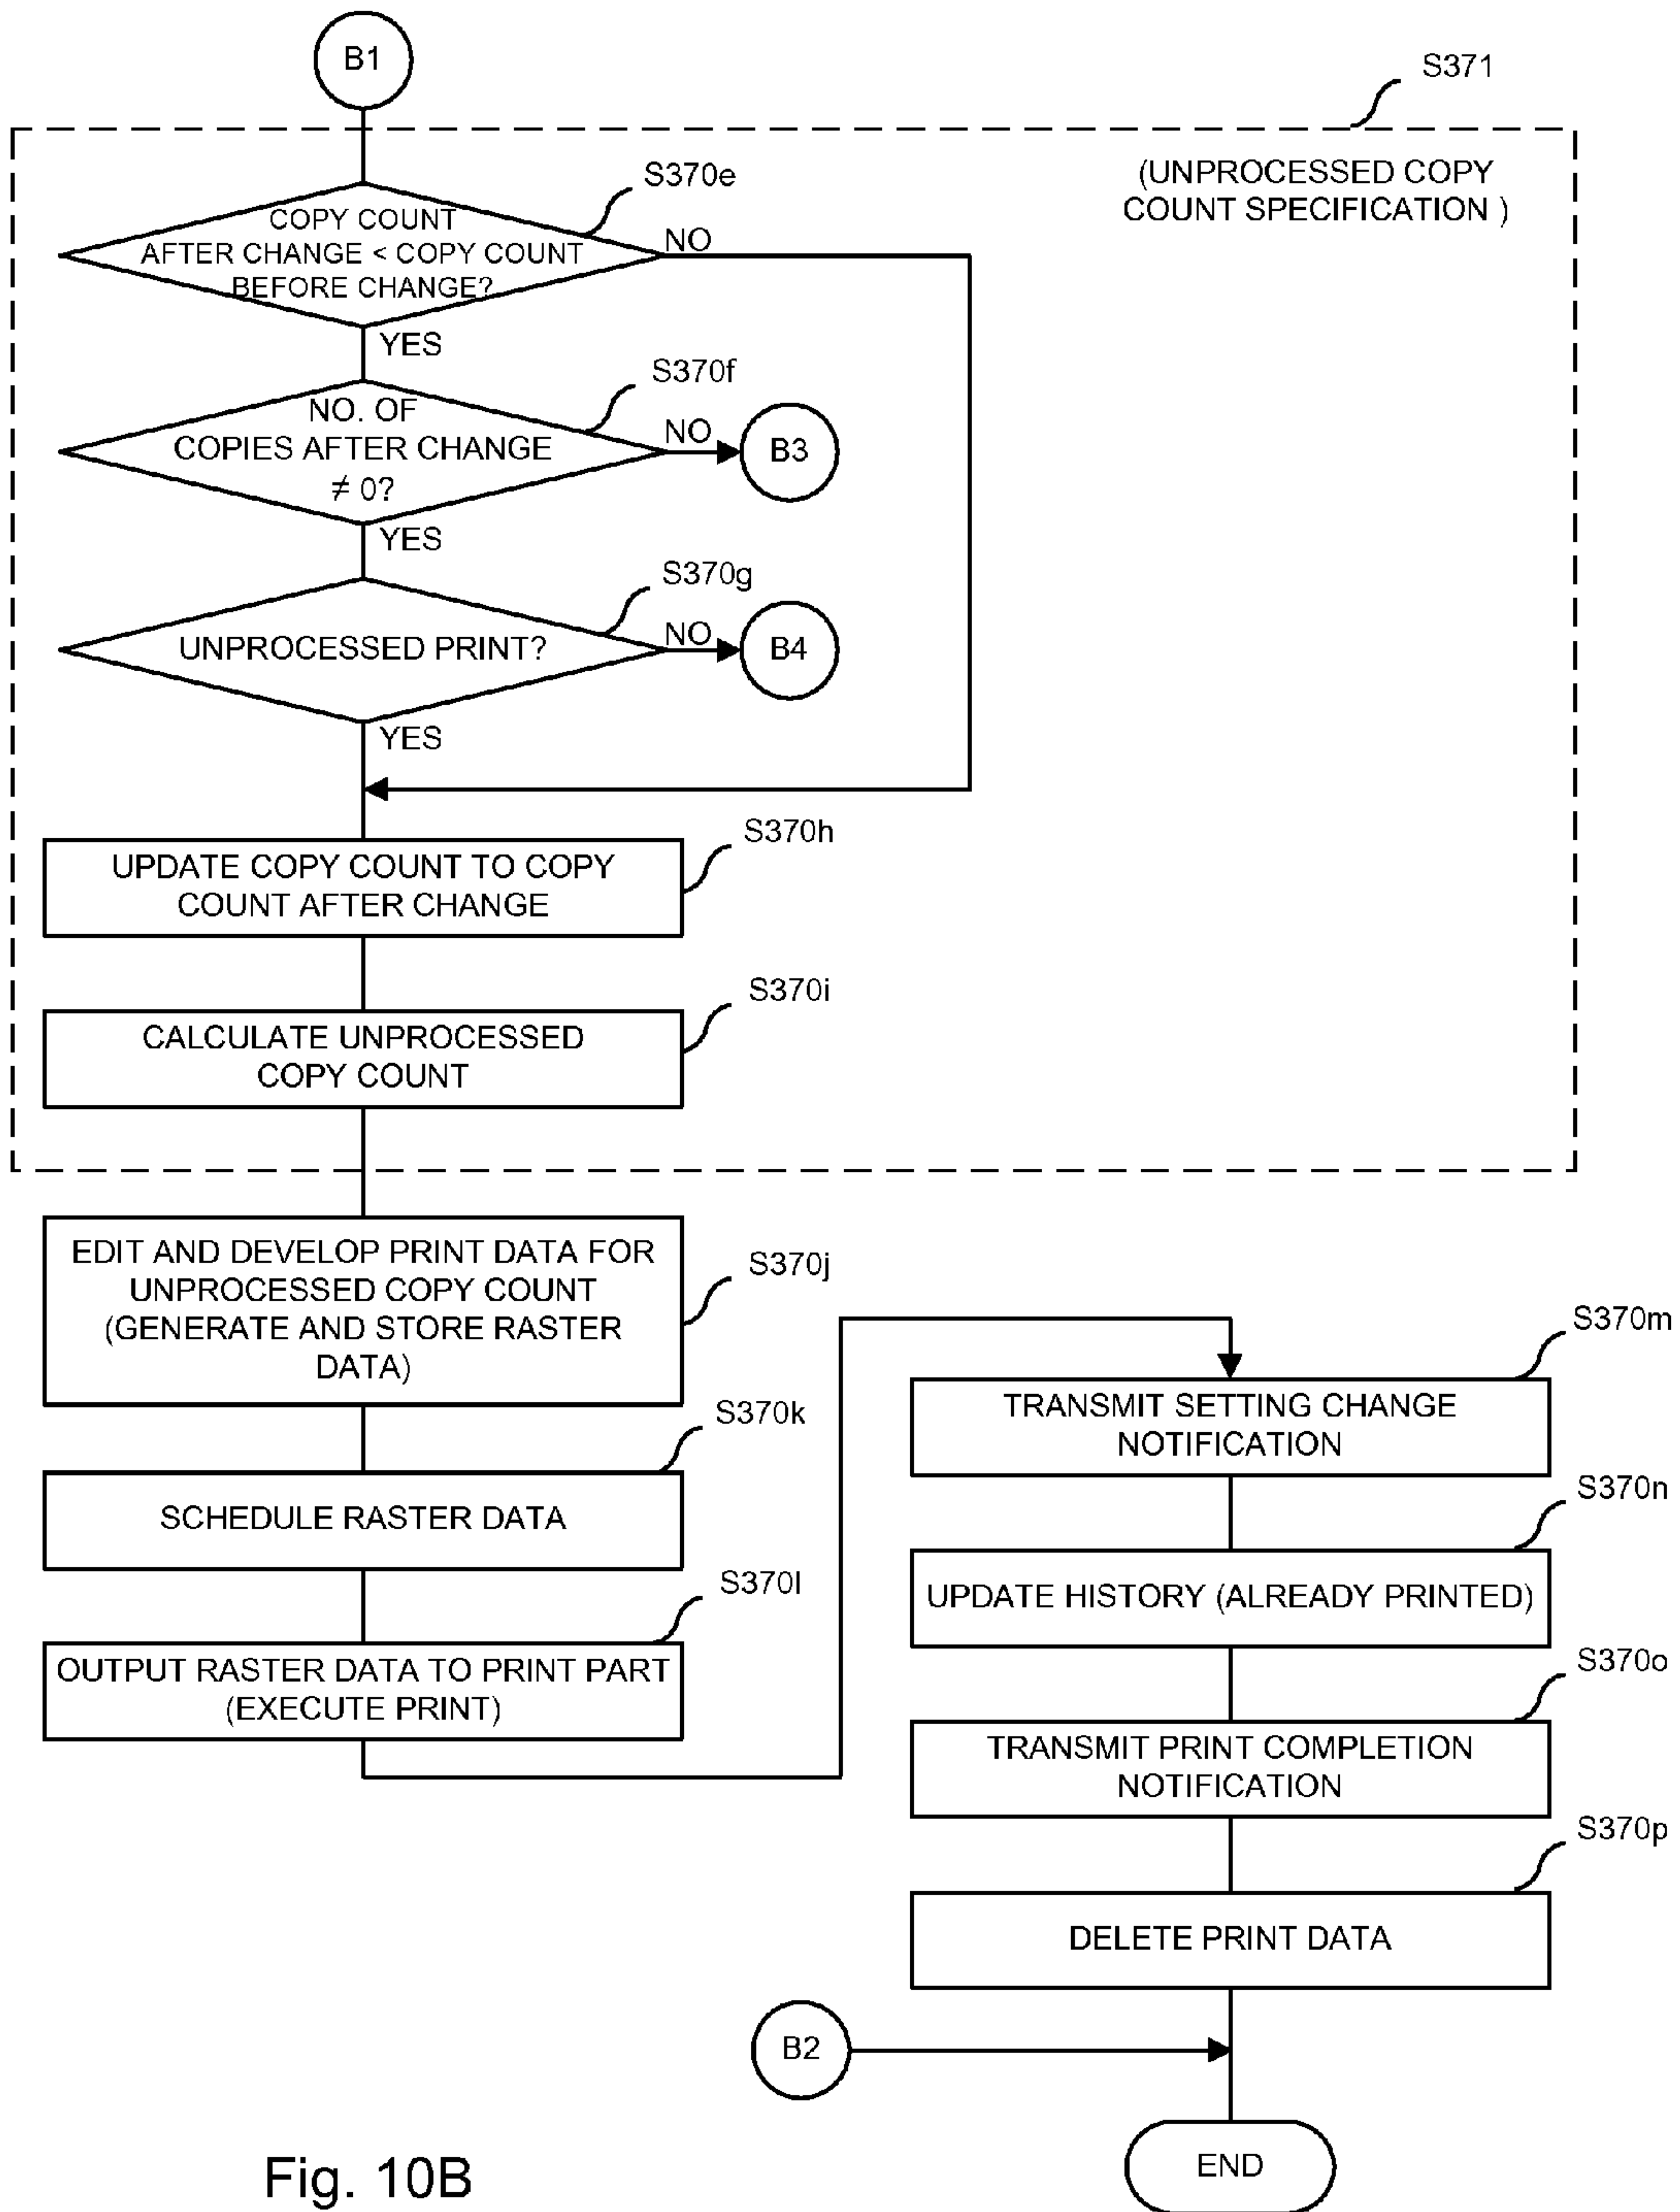 B1
S371
(UNPROCESSED COPY
COUNT SPECIFICATION )
S370e
COPY COUNT
AFTER CHANGE < COPY COUNT
BEFORE CHANGE?
NO
YES
S370f
NO. OF
COPIES AFTER CHANGE
≠ 0?
NO
B3
YES
S370g
UNPROCESSED PRINT?
NO
B4
YES
S370h
UPDATE COPY COUNT TO COPY
COUNT AFTER CHANGE
S370i
CALCULATE UNPROCESSED
COPY COUNT
S370j
EDIT AND DEVELOP PRINT DATA FOR
UNPROCESSED COPY COUNT
(GENERATE AND STORE RASTER
DATA)
S370k
SCHEDULE RASTER DATA
S370l
OUTPUT RASTER DATA TO PRINT PART
(EXECUTE PRINT)
S370m
TRANSMIT SETTING CHANGE
NOTIFICATION
S370n
UPDATE HISTORY (ALREADY PRINTED)
S370o
TRANSMIT PRINT COMPLETION
NOTIFICATION
S370p
DELETE PRINT DATA
B2
END
Fig. 10B